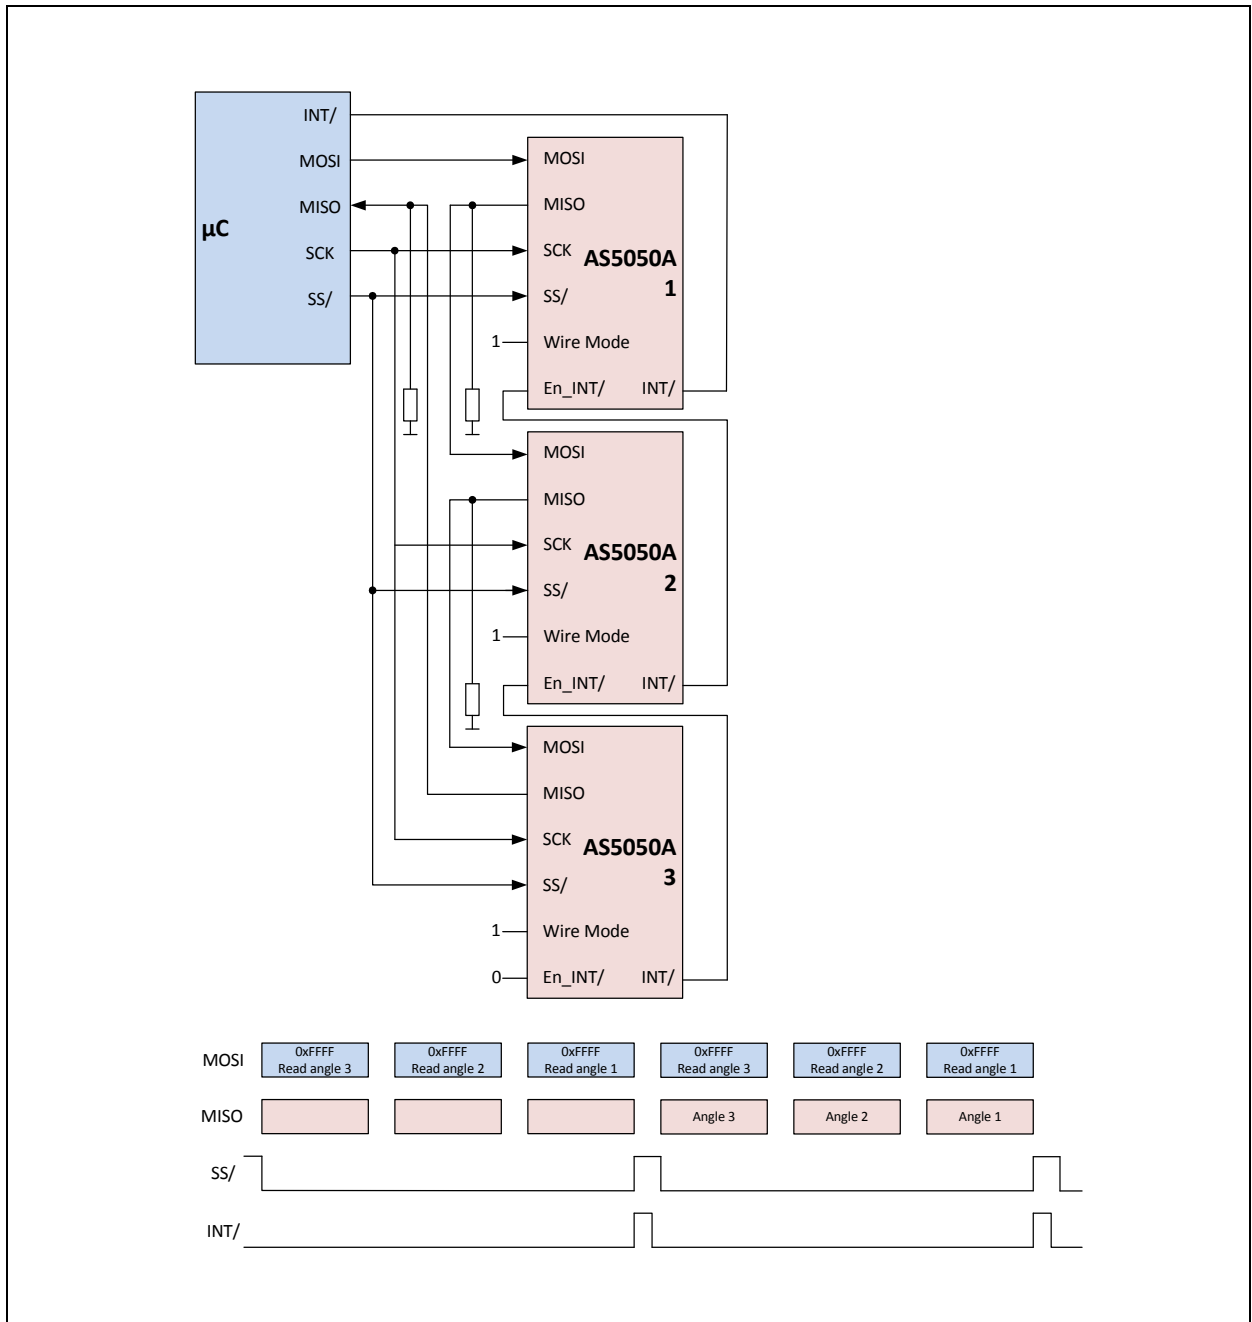 INT/
MOSI
MISO
µC
SCK
SS/
MOSI
MISO
SCK
AS5050A
1
SS/
1
Wire Mode
En_INT/
INT/
MOSI
MISO
SCK
AS5050A
2
SS/
1
Wire Mode
En_INT/
INT/
MOSI
MISO
SCK
AS5050A
3
SS/
1
Wire Mode
0
En_INT/
INT/
MOSI
0xFFFF
Read angle 3
0xFFFF
Read angle 2
0xFFFF
Read angle 1
0xFFFF
Read angle 3
0xFFFF
Read angle 2
0xFFFF
Read angle 1
MISO
Angle 3
Angle 2
Angle 1
SS/
INT/